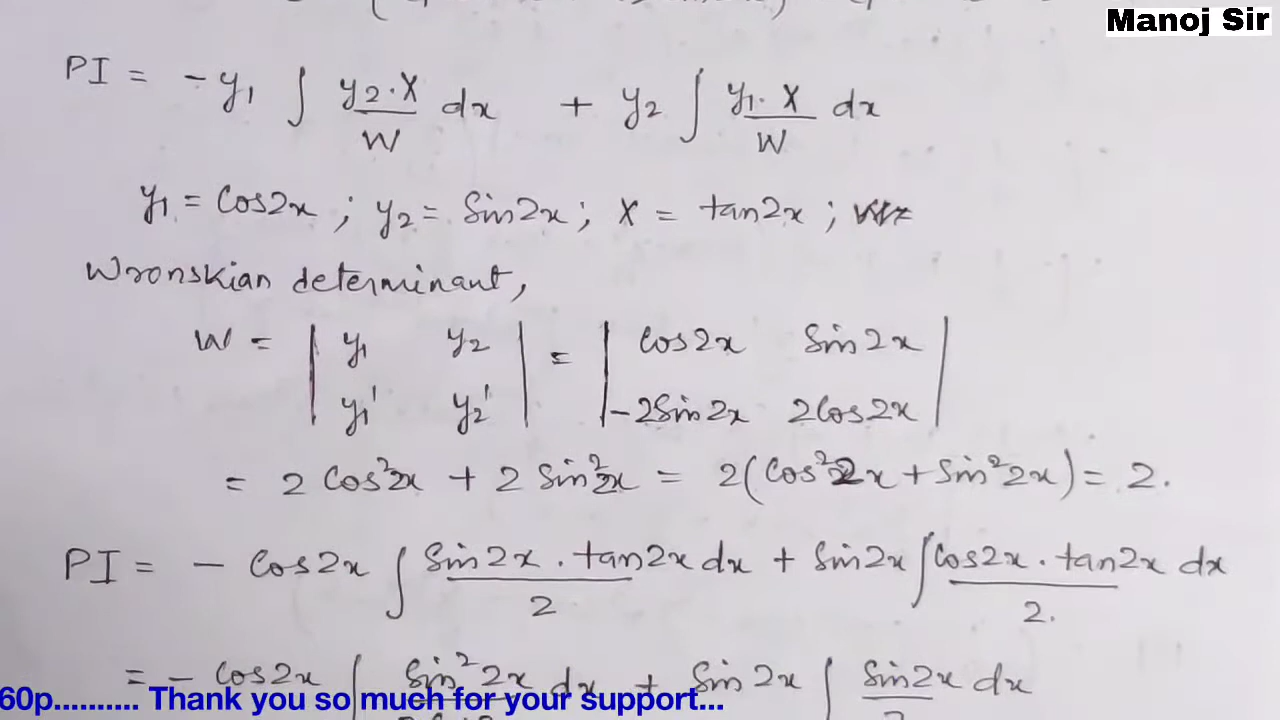 Manoj Sir
PI = - y₁ ∫ y₂·X/W dx + y₂ ∫ y₁·X/W dx
y₁ = Cos2x ; y₂ = Sin2x ; X = tan2x ;
Wronskian determinant,
W = | y₁ y₂ | = | Cos2x Sin2x |
| y₁' y₂' | | -2Sin2x 2Cos2x |
= 2 Cos²2x + 2 Sin²2x = 2(Cos²2x + Sin²2x) = 2.
PI = - Cos2x ∫ Sin2x . tan2x/2 dx + Sin2x ∫ Cos2x . tan2x/2. dx
= - Cos2x ∫ Sin²2x dx + Sin2x ∫ Sin2x/2 dx
60p.......... Thank you so much for your support...